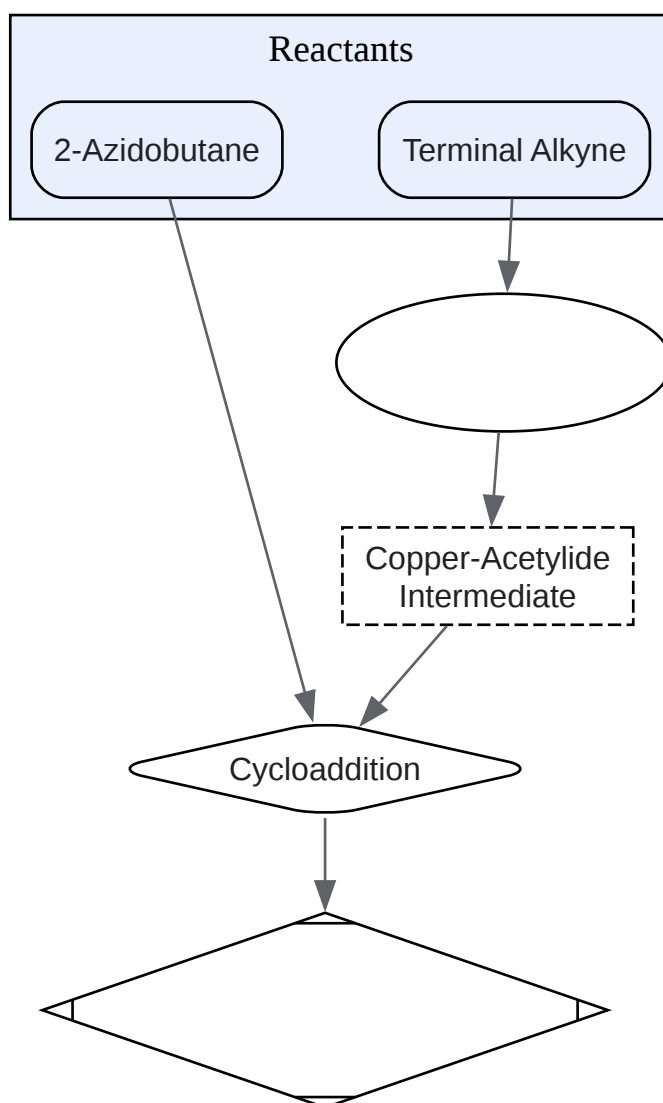 Reactants
2-Azidobutane
Terminal Alkyne
Copper-Acetylide
Intermediate
Cycloaddition